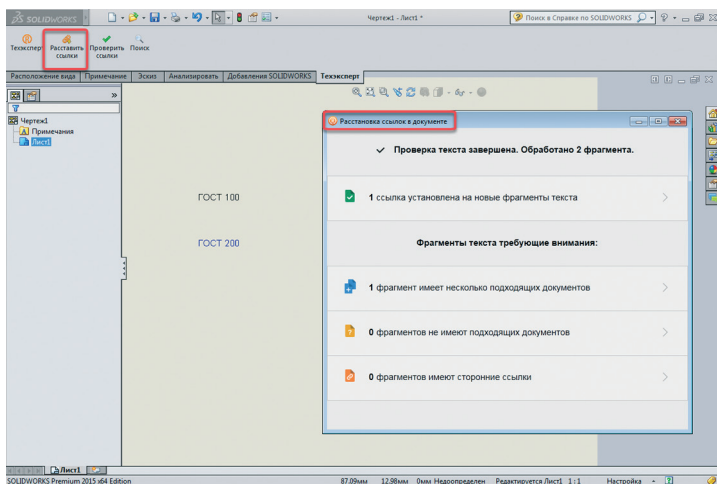 SOLIDWORKS
Чертеж1 - Лист1 *
Поиск в Справке по SOLIDWORKS
Техэксперт
Расставить ссылки
Проверить ссылки
Поиск
Расположение вида
Примечание
Эскиз
Анализировать
Добавления SOLIDWORKS
Техэксперт
Чертеж1
Примечания
Лист1
ГОСТ 100
ГОСТ 200
Расстановка ссылок в документе
Проверка текста завершена. Обработано 2 фрагмента.
1 ссылка установлена на новые фрагменты текста
Фрагменты текста требующие внимания:
1 фрагмент имеет несколько подходящих документов
0 фрагментов не имеют подходящих документов
0 фрагментов имеют сторонние ссылки
Лист1
SOLIDWORKS Premium 2015 x64 Edition
87.09мм 12.98мм 0мм Недоопределен Редактируется Лист1 1 : 1 Настройка